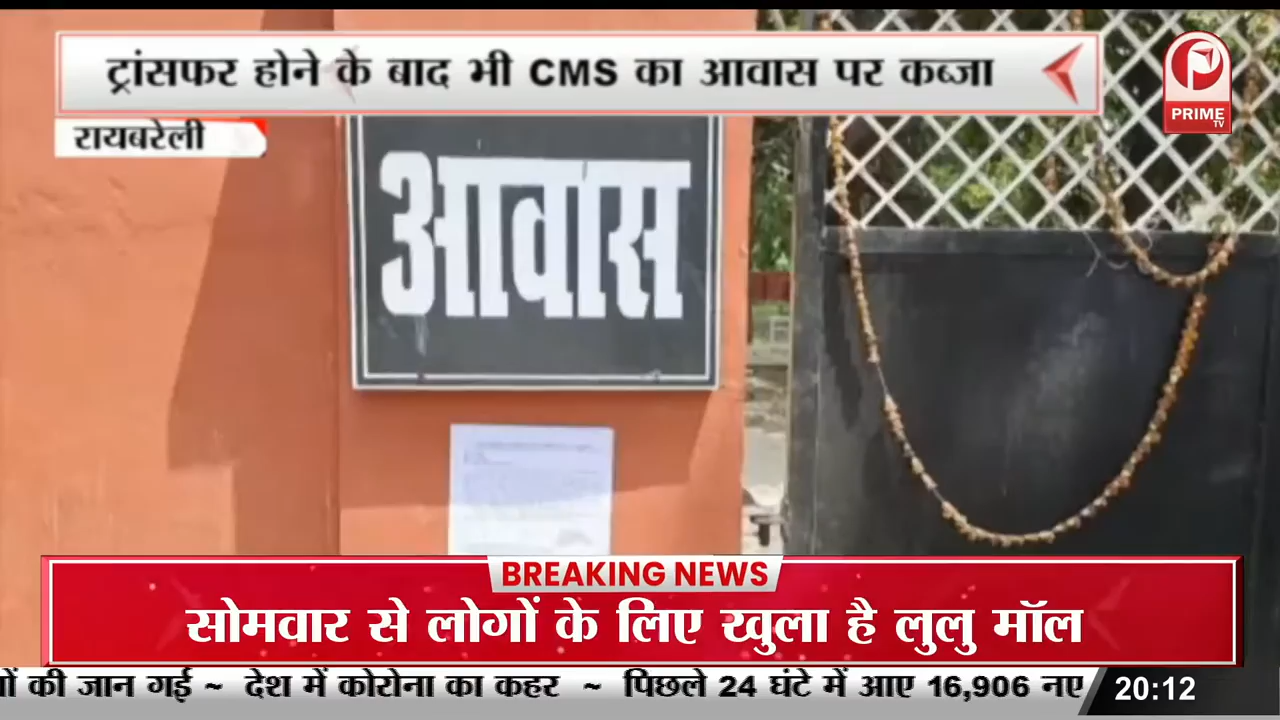 ट्रांसफर होने के बाद भी CMS का आवास पर कब्जा
PRIME
TV
रायबरेली
आवास
BREAKING NEWS
सोमवार से लोगों के लिए खुला है लुलु मॉल
की जान गई ~ देश में कोरोना का कहर ~ पिछले 24 घंटे में आए 16,906 नए
20:12